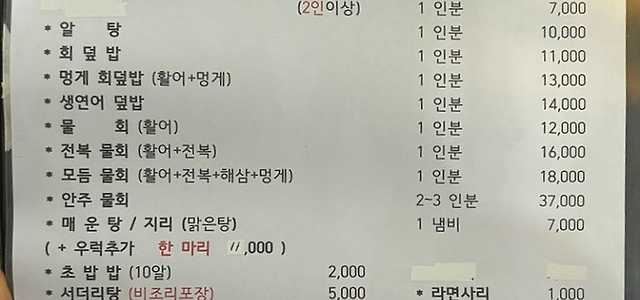 (2인이상) 1 인분 7,000
* 알 탕 1 인분 10,000
* 회 덮 밥 1 인분 11,000
* 멍게 회덮밥 (활어+멍게) 1 인분 13,000
* 생연어 덮밥 1 인분 14,000
* 물 회 (활어) 1 인분 12,000
* 전복 물회 (활어+전복) 1 인분 16,000
* 모듬 물회 (활어+전복+해삼+멍게) 1 인분 18,000
* 안주 물회 2~3 인분 37,000
* 매 운 탕 / 지리 (맑은탕) 1 냄비 7,000
( + 우럭추가 한 마리 ,000 )
* 초 밥 밥 (10알) 2,000
* 서더리탕 (비조리포장) 5,000 * 라면사리 1,000